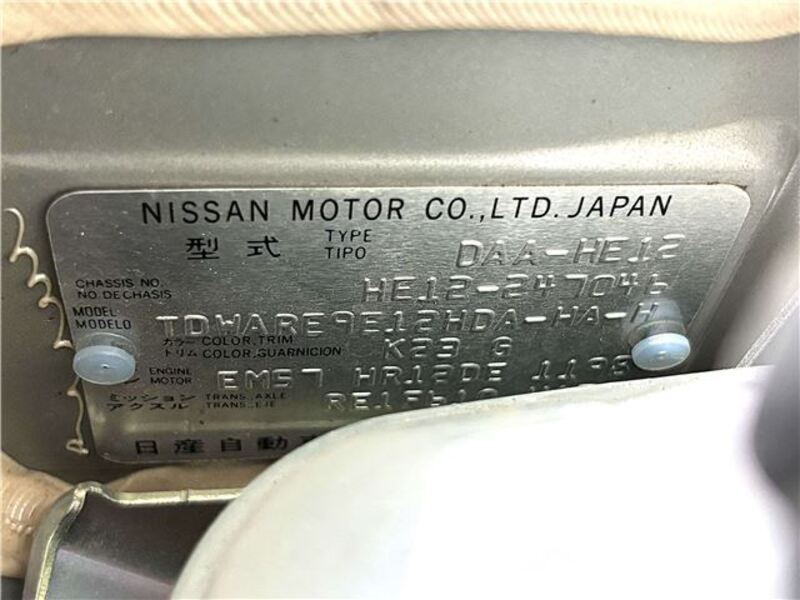 NISSAN MOTOR CO.,LTD. JAPAN
型式 TYPE TIPO DAA-HE12
CHASSIS NO. NO. DE CHASIS HE12-247046
MODEL MODELO TDWARE9E12HDA-HA-H
カラー COLOR,TRIM トリム COLOR,GUARNICION K23 G
ENGINE MOTOR EM57 HR12DE 1198
ミッション TRANS.,AXLE アクスル TRANS.,EJE
日産自動